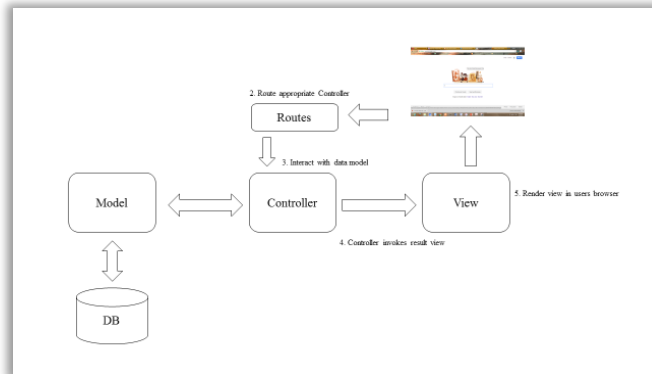 2. Route appropriate Controller
Routes
3. Interact with data model
Model
Controller
View
5. Render view in users browser
4. Controller invokes result view
DB